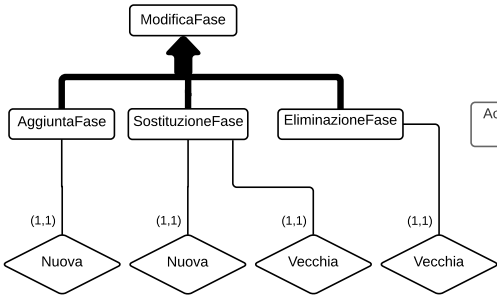 ModificaFase
AggiuntaFase
SostituzioneFase
EliminazioneFase
(1,1)
(1,1)
(1,1)
(1,1)
Nuova
Nuova
Vecchia
Vecchia